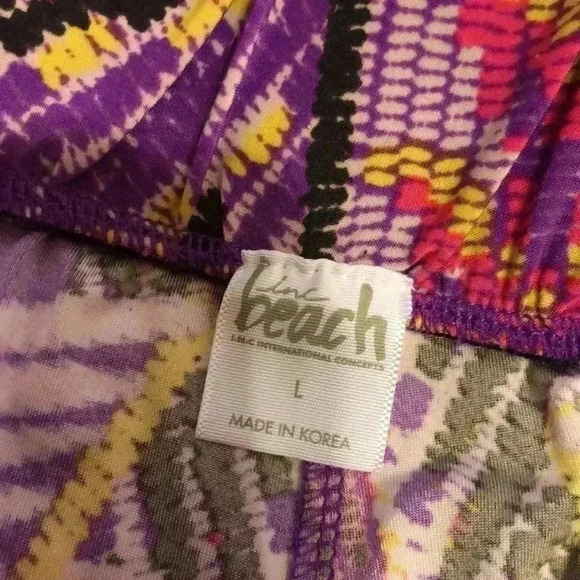 inc
beach
I.N.C INTERNATIONAL CONCEPTS
L
MADE IN KOREA